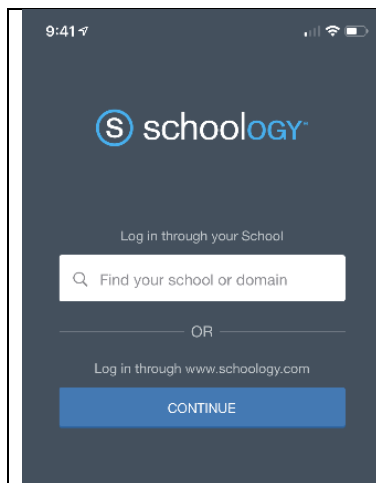 9:41
S schoology™
Log in through your School
Find your school or domain
OR
Log in through www.schoology.com
CONTINUE